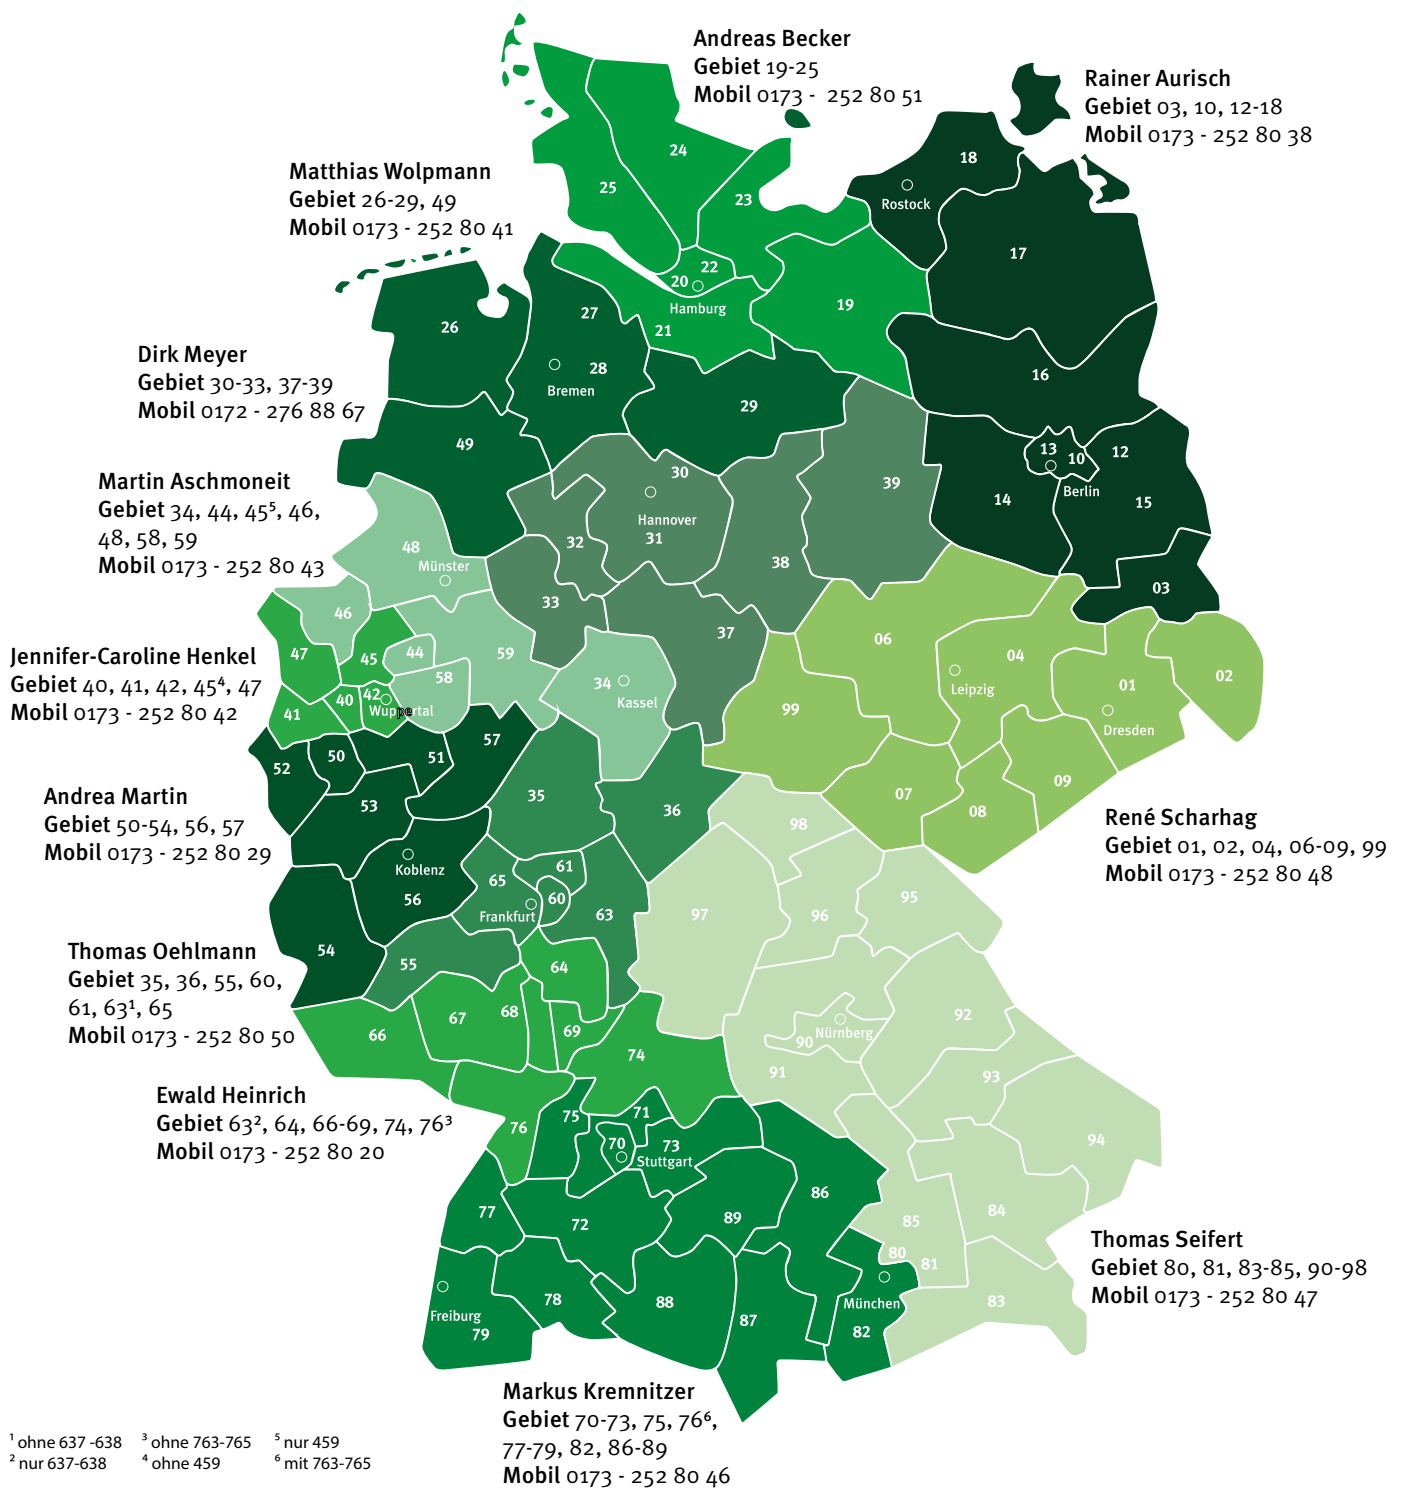 Andreas Becker
Gebiet 19-25
Mobil 0173 - 252 80 51
Rainer Aurisch
Gebiet 03, 10, 12-18
Mobil 0173 - 252 80 38
Matthias Wolpmann
Gebiet 26-29, 49
Mobil 0173 - 252 80 41
Dirk Meyer
Gebiet 30-33, 37-39
Mobil 0172 - 276 88 67
Martin Aschmoneit
Gebiet 34, 44, 45⁵, 46,
48, 58, 59
Mobil 0173 - 252 80 43
Jennifer-Caroline Henkel
Gebiet 40, 41, 42, 45⁴, 47
Mobil 0173 - 252 80 42
Andrea Martin
Gebiet 50-54, 56, 57
Mobil 0173 - 252 80 29
René Scharhag
Gebiet 01, 02, 04, 06-09, 99
Mobil 0173 - 252 80 48
Thomas Oehlmann
Gebiet 35, 36, 55, 60,
61, 63¹, 65
Mobil 0173 - 252 80 50
Ewald Heinrich
Gebiet 63², 64, 66-69, 74, 76³
Mobil 0173 - 252 80 20
Thomas Seifert
Gebiet 80, 81, 83-85, 90-98
Mobil 0173 - 252 80 47
Markus Kremnitzer
Gebiet 70-73, 75, 76⁶,
77-79, 82, 86-89
Mobil 0173 - 252 80 46
24
25
23
18
Rostock
17
22
20
Hamburg
21
19
26
27
28
Bremen
16
29
49
30
Hannover
31
39
13
10
12
Berlin
14
15
48
Münster
32
38
33
03
46
47
45
44
59
58
37
06
04
01
02
34
Kassel
Leipzig
40
42
Wuppertal
41
99
Dresden
57
50
51
52
53
35
36
07
08
09
98
Koblenz
56
65
61
60
Frankfurt
63
97
96
95
54
55
64
67
68
66
69
74
92
Nürnberg
90
91
93
76
75
71
70
73
Stuttgart
94
77
72
89
86
85
84
80
81
Freiburg
79
78
88
87
München
82
83
¹ ohne 637 -638 ³ ohne 763-765 ⁵ nur 459
² nur 637-638 ⁴ ohne 459 ⁶ mit 763-765